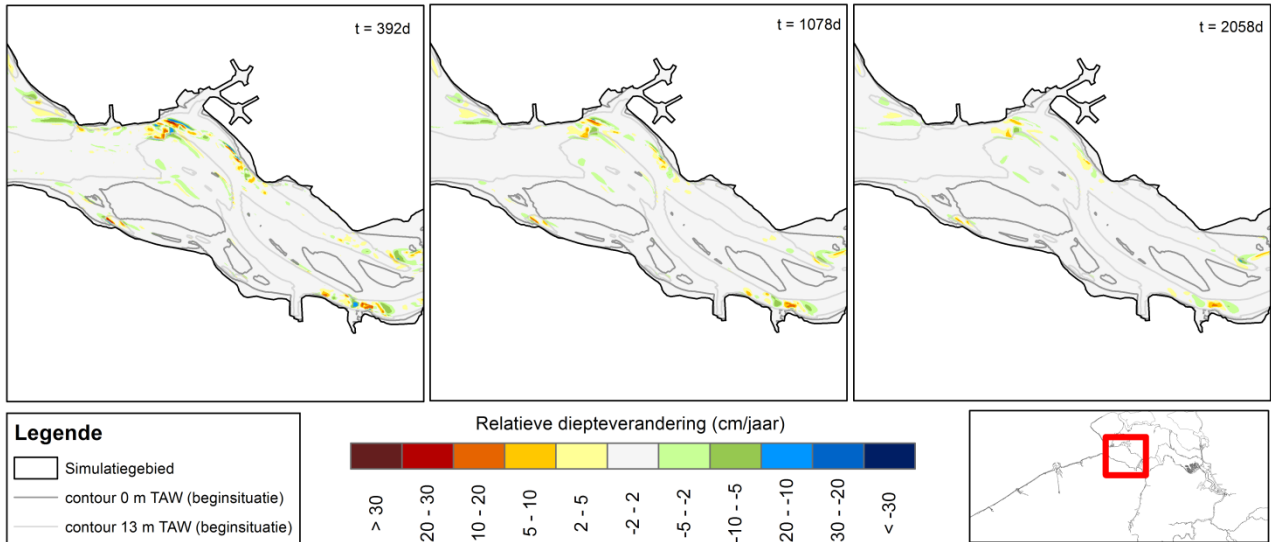 t = 392d
t = 1078d
t = 2058d
Legende
Simulatiegebied
contour 0 m TAW (beginsituatie)
contour 13 m TAW (beginsituatie)
Relatieve diepteverandering (cm/jaar)
> 30
20 - 30
10 - 20
5 - 10
2 - 5
-2 - 2
-5 - -2
-10 - -5
20 - -10
30 - -20
< -30